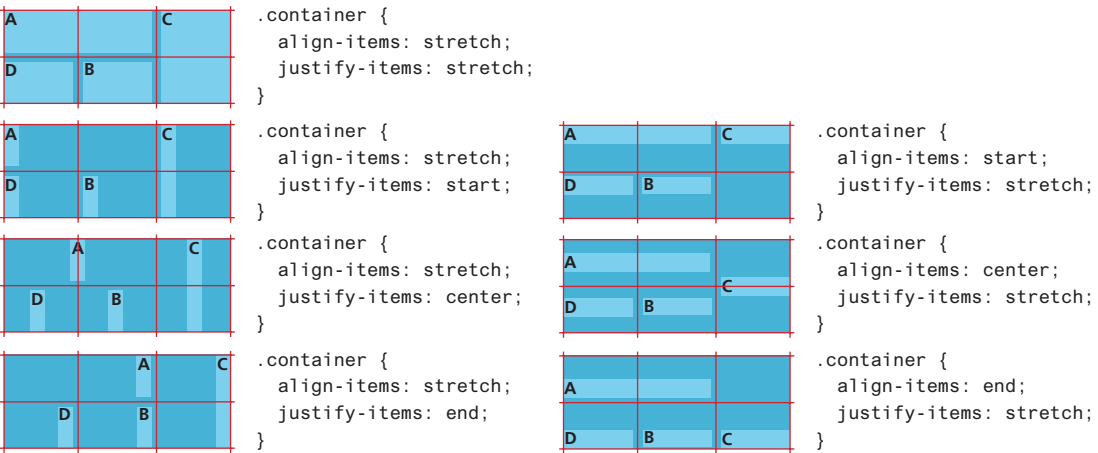 A C
D B
.container {
align-items: stretch;
justify-items: stretch;
}
A C
D B
.container {
align-items: stretch;
justify-items: start;
}
A C
D B
.container {
align-items: start;
justify-items: stretch;
}
A C
D B
.container {
align-items: stretch;
justify-items: center;
}
A
C
D B
.container {
align-items: center;
justify-items: stretch;
}
A C
D B
.container {
align-items: stretch;
justify-items: end;
}
A
D B C
.container {
align-items: end;
justify-items: stretch;
}